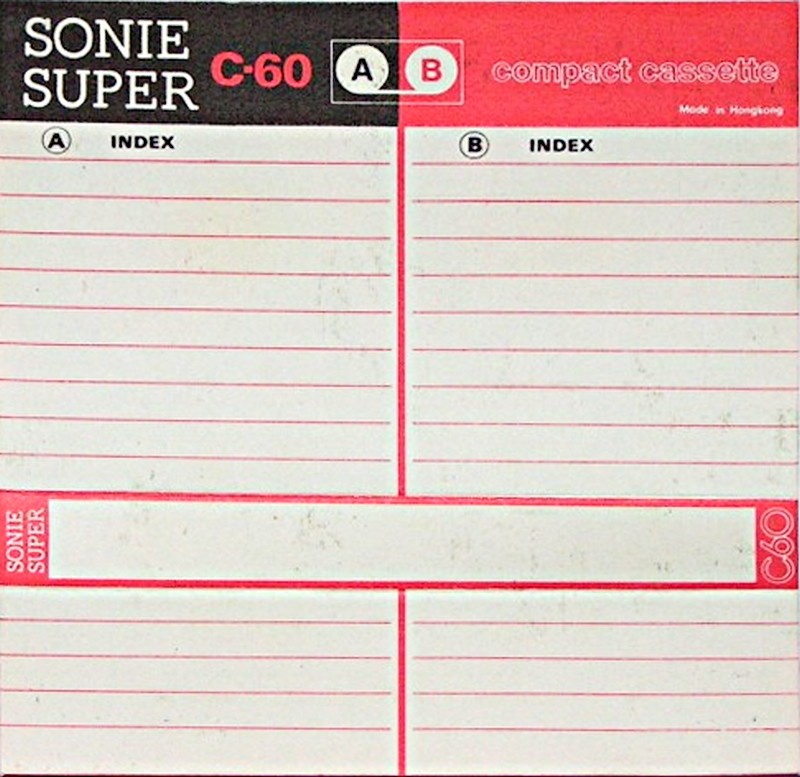 SONIE
SUPER
C-60
A B
compact cassette
Made in Hongkong
A INDEX
B INDEX
SONIE
SUPER
C60